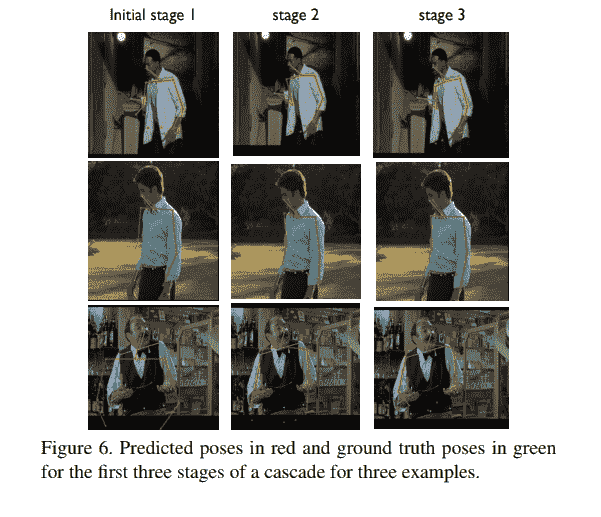 Initial stage 1 stage 2 stage 3
Figure 6. Predicted poses in red and ground truth poses in green
for the first three stages of a cascade for three examples.